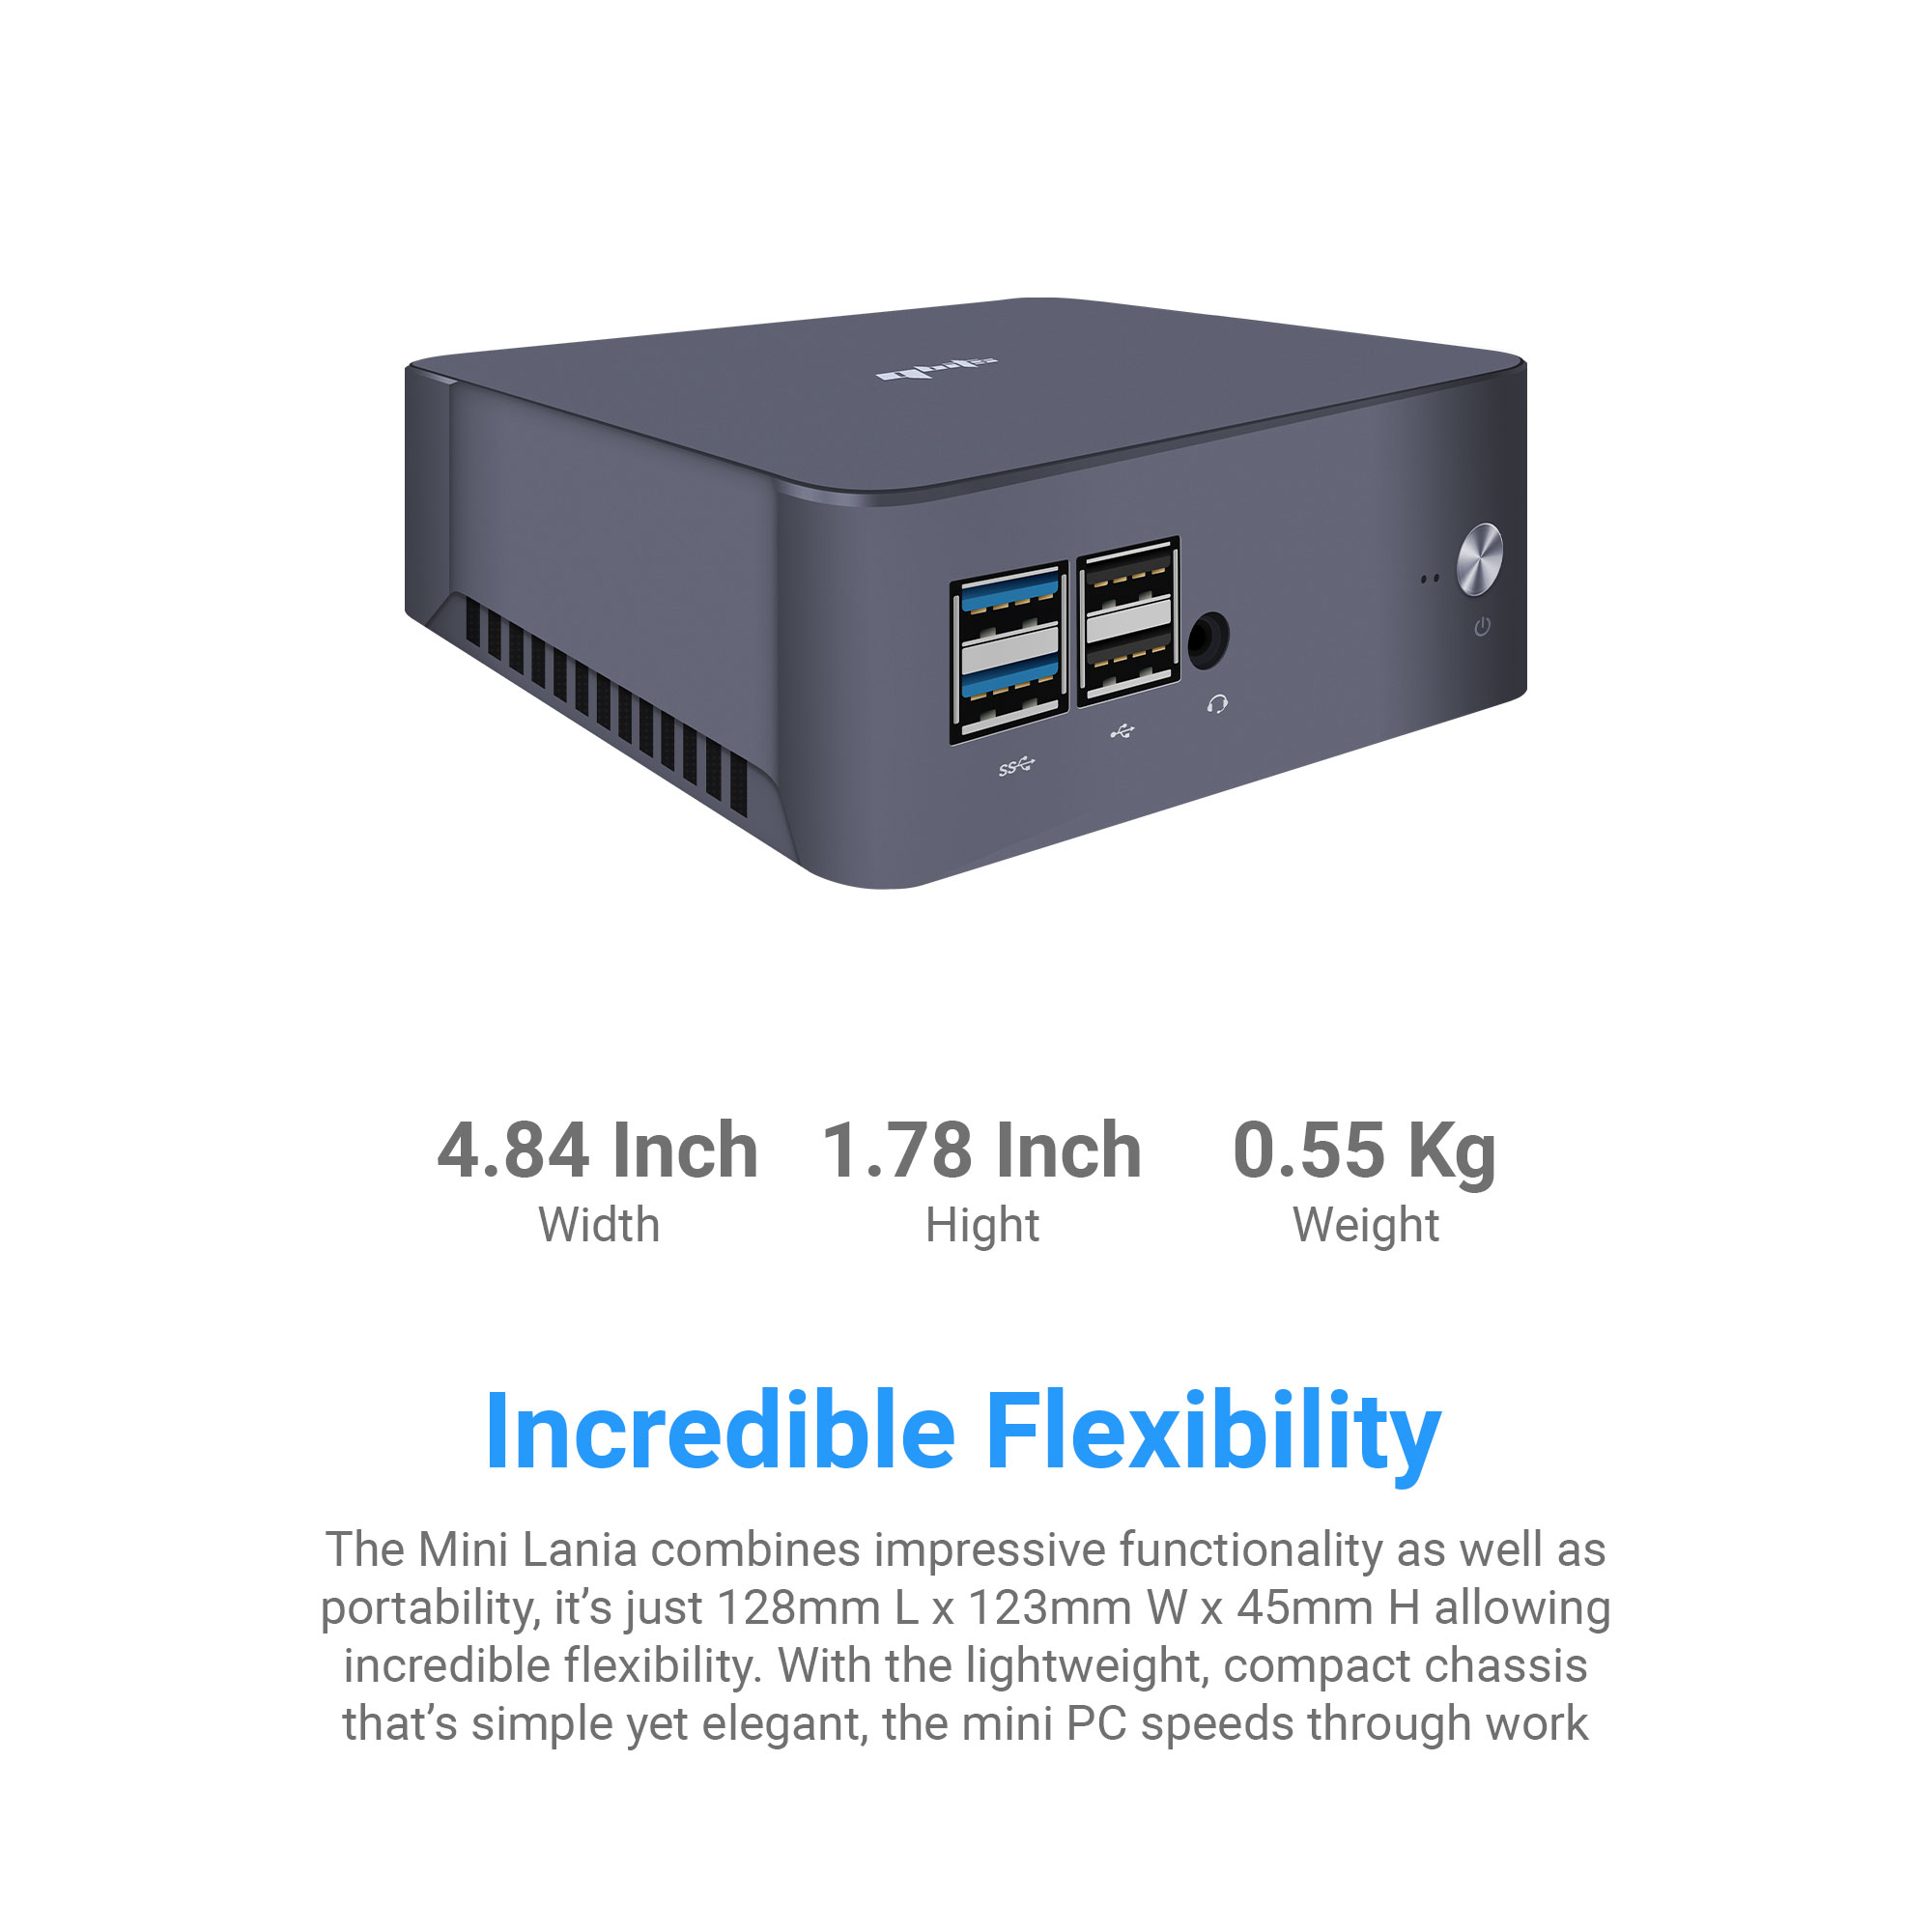 qbits
SS
4.84 Inch 1.78 Inch 0.55 Kg
Width Hight Weight
Incredible Flexibility
The Mini Lania combines impressive functionality as well as
portability, it’s just 128mm L x 123mm W x 45mm H allowing
incredible flexibility. With the lightweight, compact chassis
that’s simple yet elegant, the mini PC speeds through work